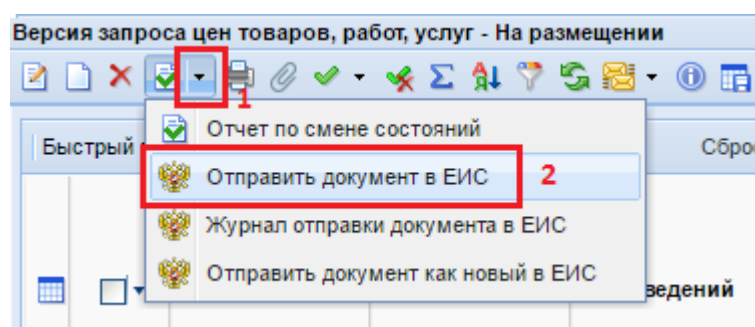 Версия запроса цен товаров, работ, услуг - На размещении
1
Быстрый
Отчет по смене состояний
Сбро
Отправить документ в ЕИС 2
Журнал отправки документа в ЕИС
Отправить документ как новый в ЕИС
ведений